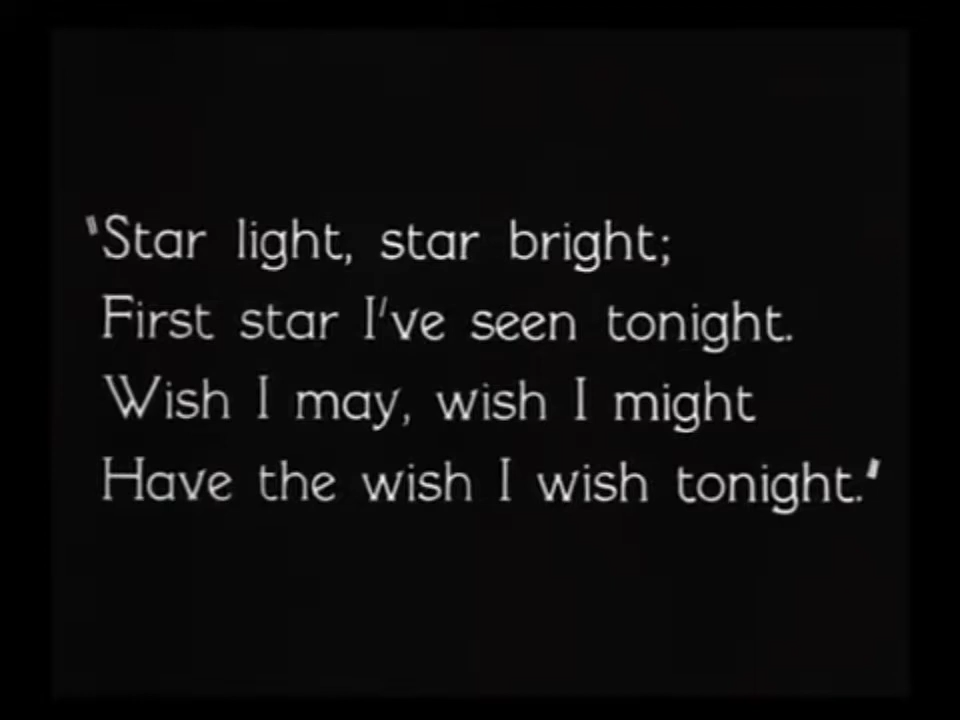 "Star light, star bright;
First star I've seen tonight.
Wish I may, wish I might
Have the wish I wish tonight."